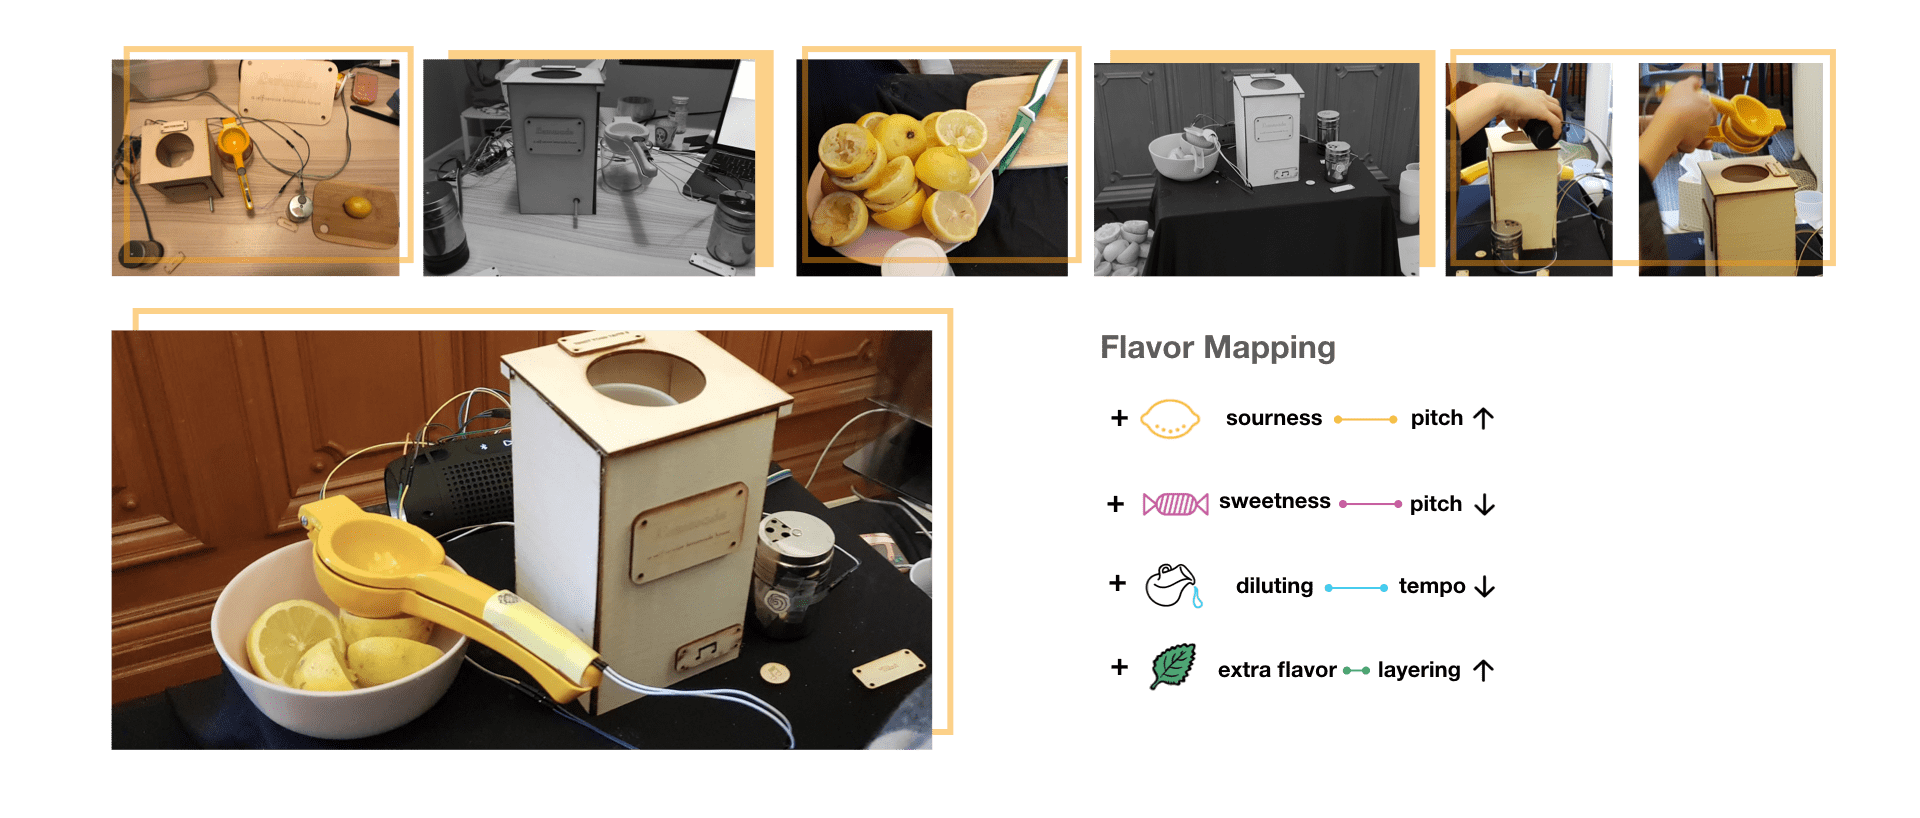 Flavor Mapping
+ sourness pitch ↑
+ sweetness pitch ↓
+ diluting tempo ↓
+ extra flavor layering ↑